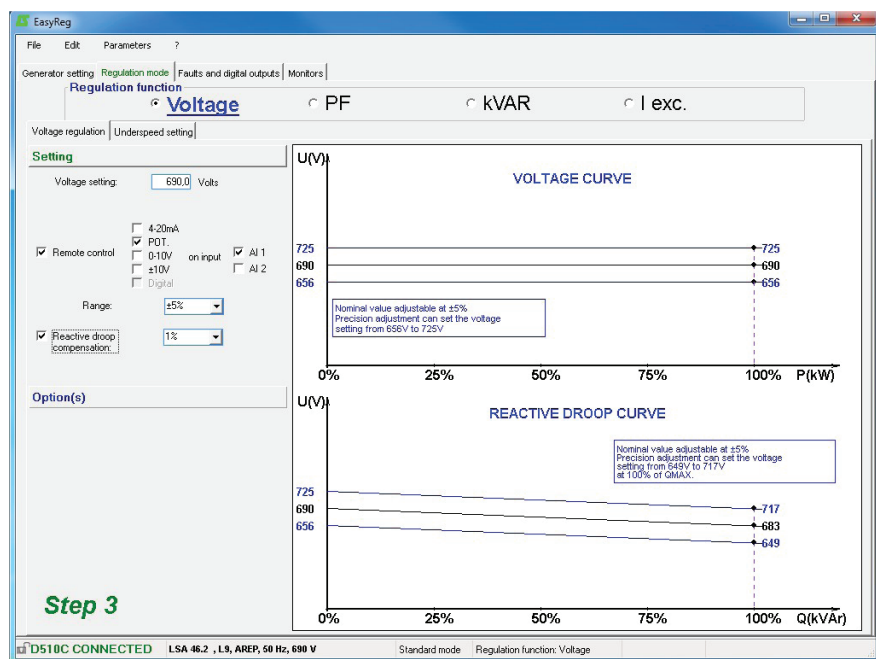 EasyReg
File Edit Parameters ?
Generator setting Regulation mode Faults and digital outputs Monitors
Regulation function
Voltage PF kVAR I exc.
Voltage regulation Underspeed setting
Setting
Voltage setting: 690,0 Volts
4-20mA
POT.
Remote control 0-10V on input AI 1
±10V AI 2
Digital
Range: ±5%
Reactive droop compensation: 1%
Option(s)
Step 3
U(V)
VOLTAGE CURVE
725 725
690 690
656 656
Nominal value adjustable at ±5%
Precision adjustment can set the voltage
setting from 656V to 725V
0% 25% 50% 75% 100% P(kW)
U(V)
REACTIVE DROOP CURVE
Nominal value adjustable at ±5%
Precision adjustment can set the voltage
setting from 649V to 717V
at 100% of QMAX.
725 717
690 683
656 649
0% 25% 50% 75% 100% Q(kVAr)
D510C CONNECTED LSA 46.2 , L9, AREP, 50 Hz, 690 V Standard mode Regulation function: Voltage